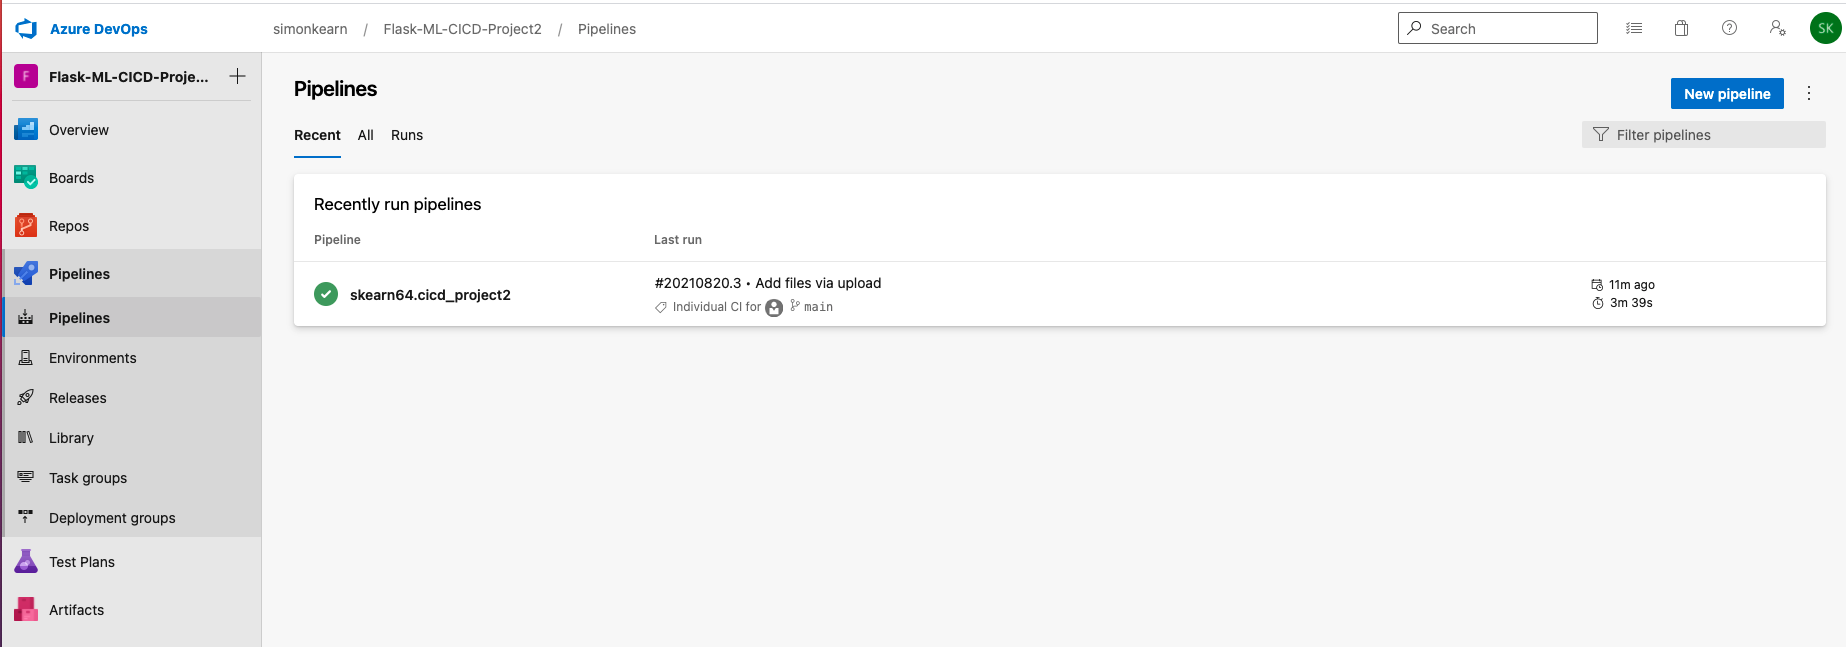 Azure DevOps
simonkearn / Flask-ML-CICD-Project2 / Pipelines
Search
SK
F Flask-ML-CICD-Proje...
Overview
Boards
Repos
Pipelines
Pipelines
Environments
Releases
Library
Task groups
Deployment groups
Test Plans
Artifacts
Pipelines
New pipeline
Recent All Runs
Filter pipelines
Recently run pipelines
Pipeline Last run
skearn64.cicd_project2
#20210820.3 • Add files via upload
Individual CI for main
11m ago
3m 39s